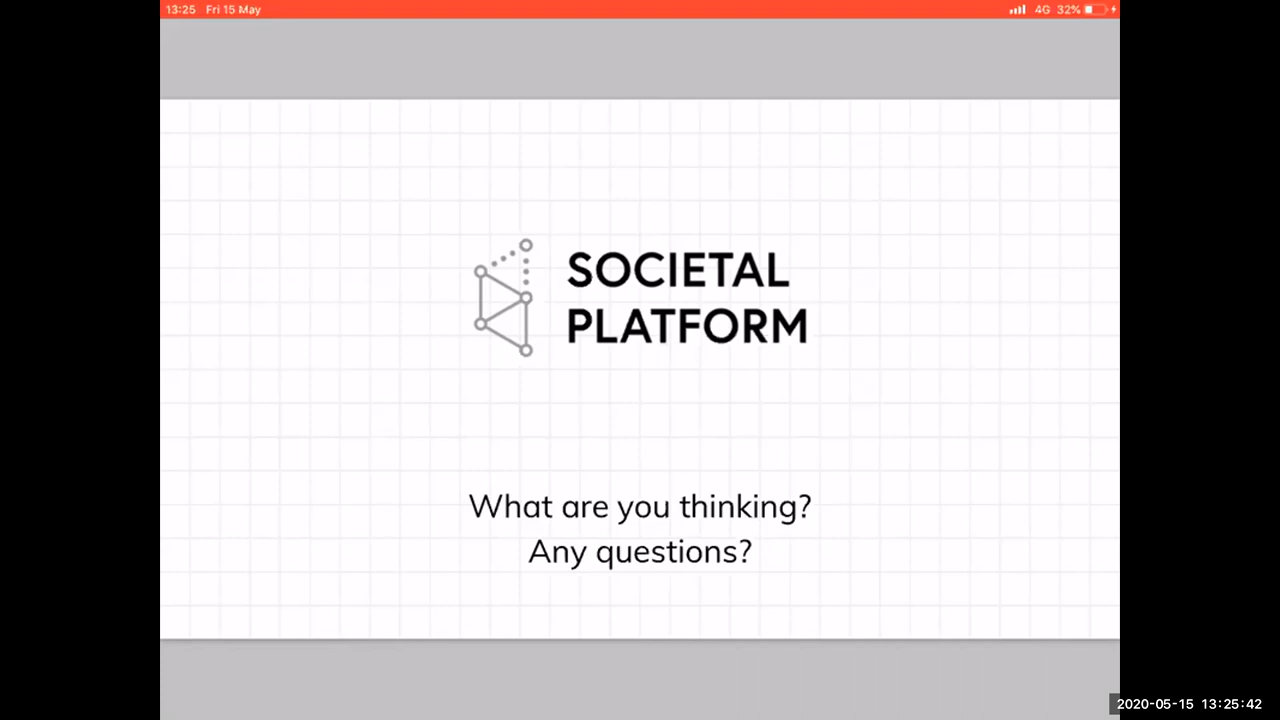 13:25 Fri 15 May 4G 32%
SOCIETAL
PLATFORM
What are you thinking?
Any questions?
2020-05-15 13:25:42